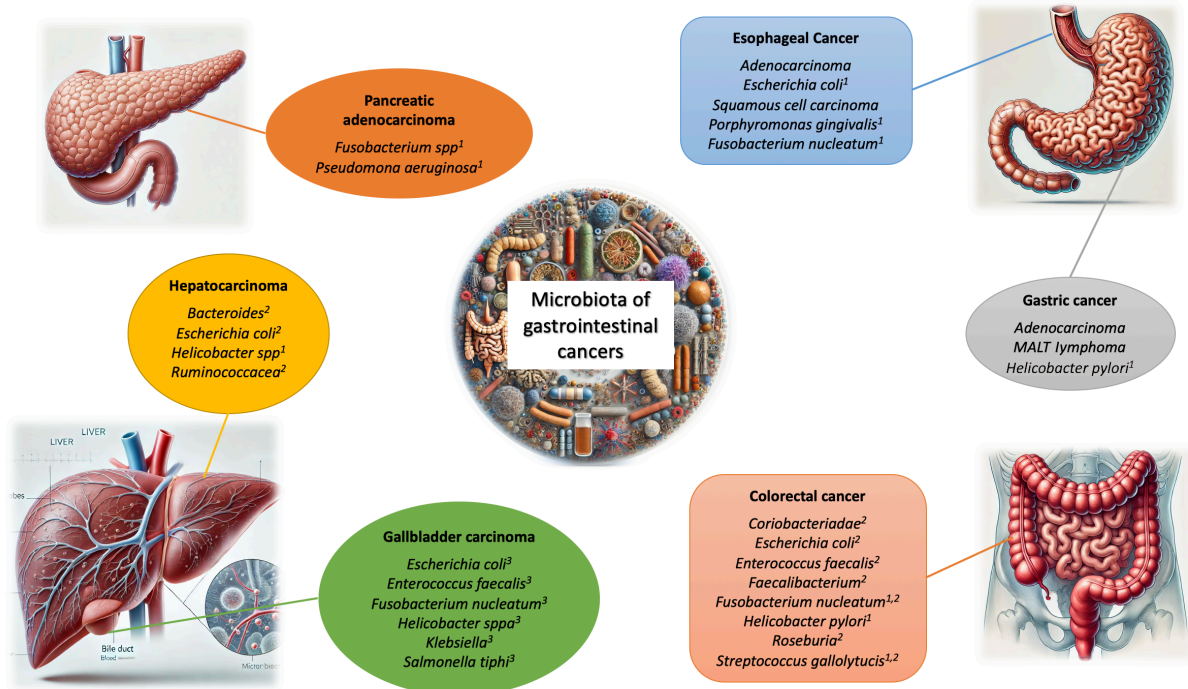 Pancreatic
adenocarcinoma
Fusobacterium spp¹
Pseudomona aeruginosa¹
Esophageal Cancer
Adenocarcinoma
Escherichia coli¹
Squamous cell carcinoma
Porphyromonas gingivalis¹
Fusobacterium nucleatum¹
Hepatocarcinoma
Bacteroides²
Escherichia coli²
Helicobacter spp¹
Ruminococcacea²
Microbiota of
gastrointestinal
cancers
Gastric cancer
Adenocarcinoma
MALT lymphoma
Helicobacter pylori¹
LIVER
LIVER
Gallbladder carcinoma
Escherichia coli³
Enterococcus faecalis³
Fusobacterium nucleatum³
Helicobacter sppa³
Klebsiella³
Salmonella tiphi³
Bile duct
Colorectal cancer
Coriobacteriadae²
Escherichia coli²
Enterococcus faecalis²
Faecalibacterium²
Fusobacterium nucleatum¹,²
Helicobacter pylori¹
Roseburia²
Streptococcus gallolytucis¹,²